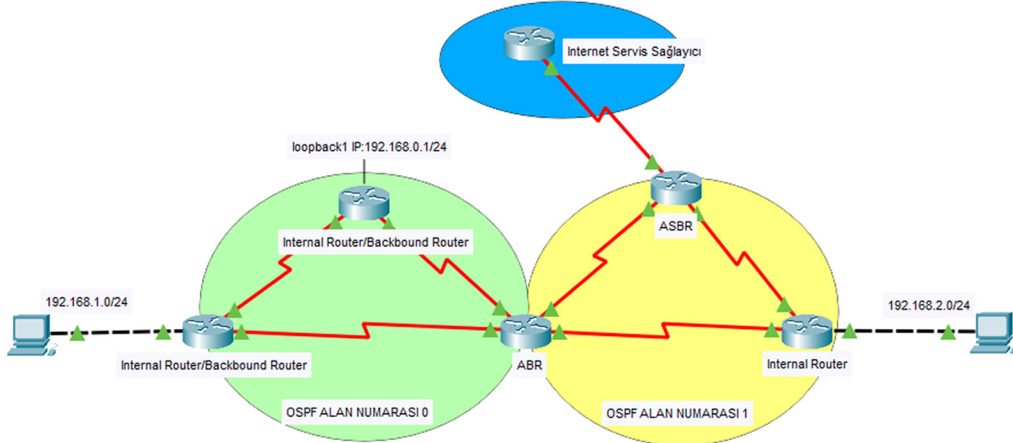 Internet Servis Sağlayıcı
loopback1 IP:192.168.0.1/24
ASBR
Internal Router/Backbound Router
192.168.1.0/24
192.168.2.0/24
Internal Router/Backbound Router
ABR
Internal Router
OSPF ALAN NUMARASI 0
OSPF ALAN NUMARASI 1